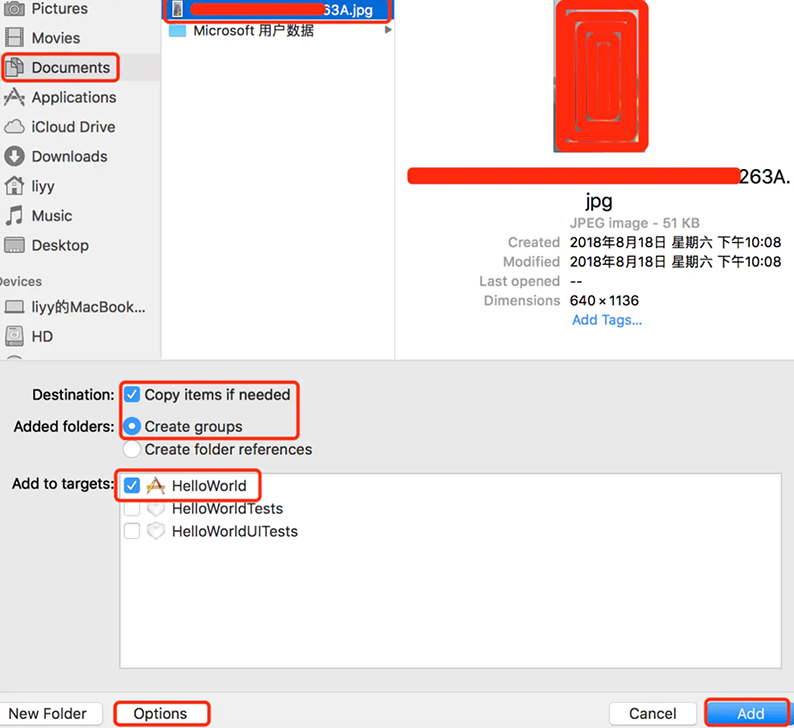 Pictures
Movies
Documents
Applications
iCloud Drive
Downloads
liyy
Music
Desktop
Devices
liyy的MacBook...
HD
63A.jpg
Microsoft 用户数据
263A.
jpg
JPEG image - 51 KB
Created 2018年8月18日 星期六 下午10:08
Modified 2018年8月18日 星期六 下午10:08
Last opened --
Dimensions 640 × 1136
Add Tags...
Destination: Copy items if needed
Added folders: Create groups
Create folder references
Add to targets: HelloWorld
HelloWorldTests
HelloWorldUITests
New Folder Options Cancel Add